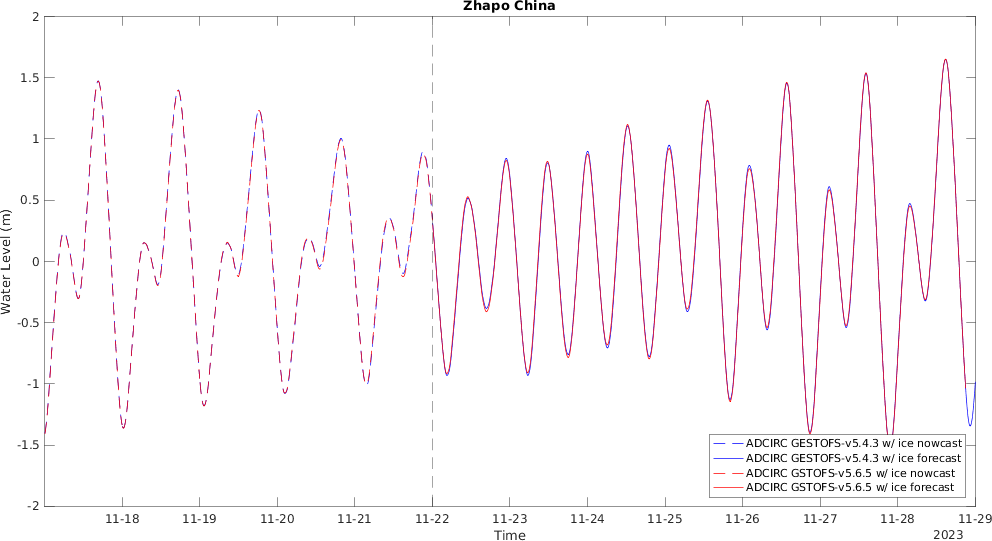 Zhapo China
2
1.5
1
0.5
0
-0.5
-1
-1.5
-2
Water Level (m)
11-18 11-19 11-20 11-21 11-22 11-23 11-24 11-25 11-26 11-27 11-28 11-29
Time
2023
ADCIRC GESTOFS-v5.4.3 w/ ice nowcast
ADCIRC GESTOFS-v5.4.3 w/ ice forecast
ADCIRC GSTOFS-v5.6.5 w/ ice nowcast
ADCIRC GSTOFS-v5.6.5 w/ ice forecast